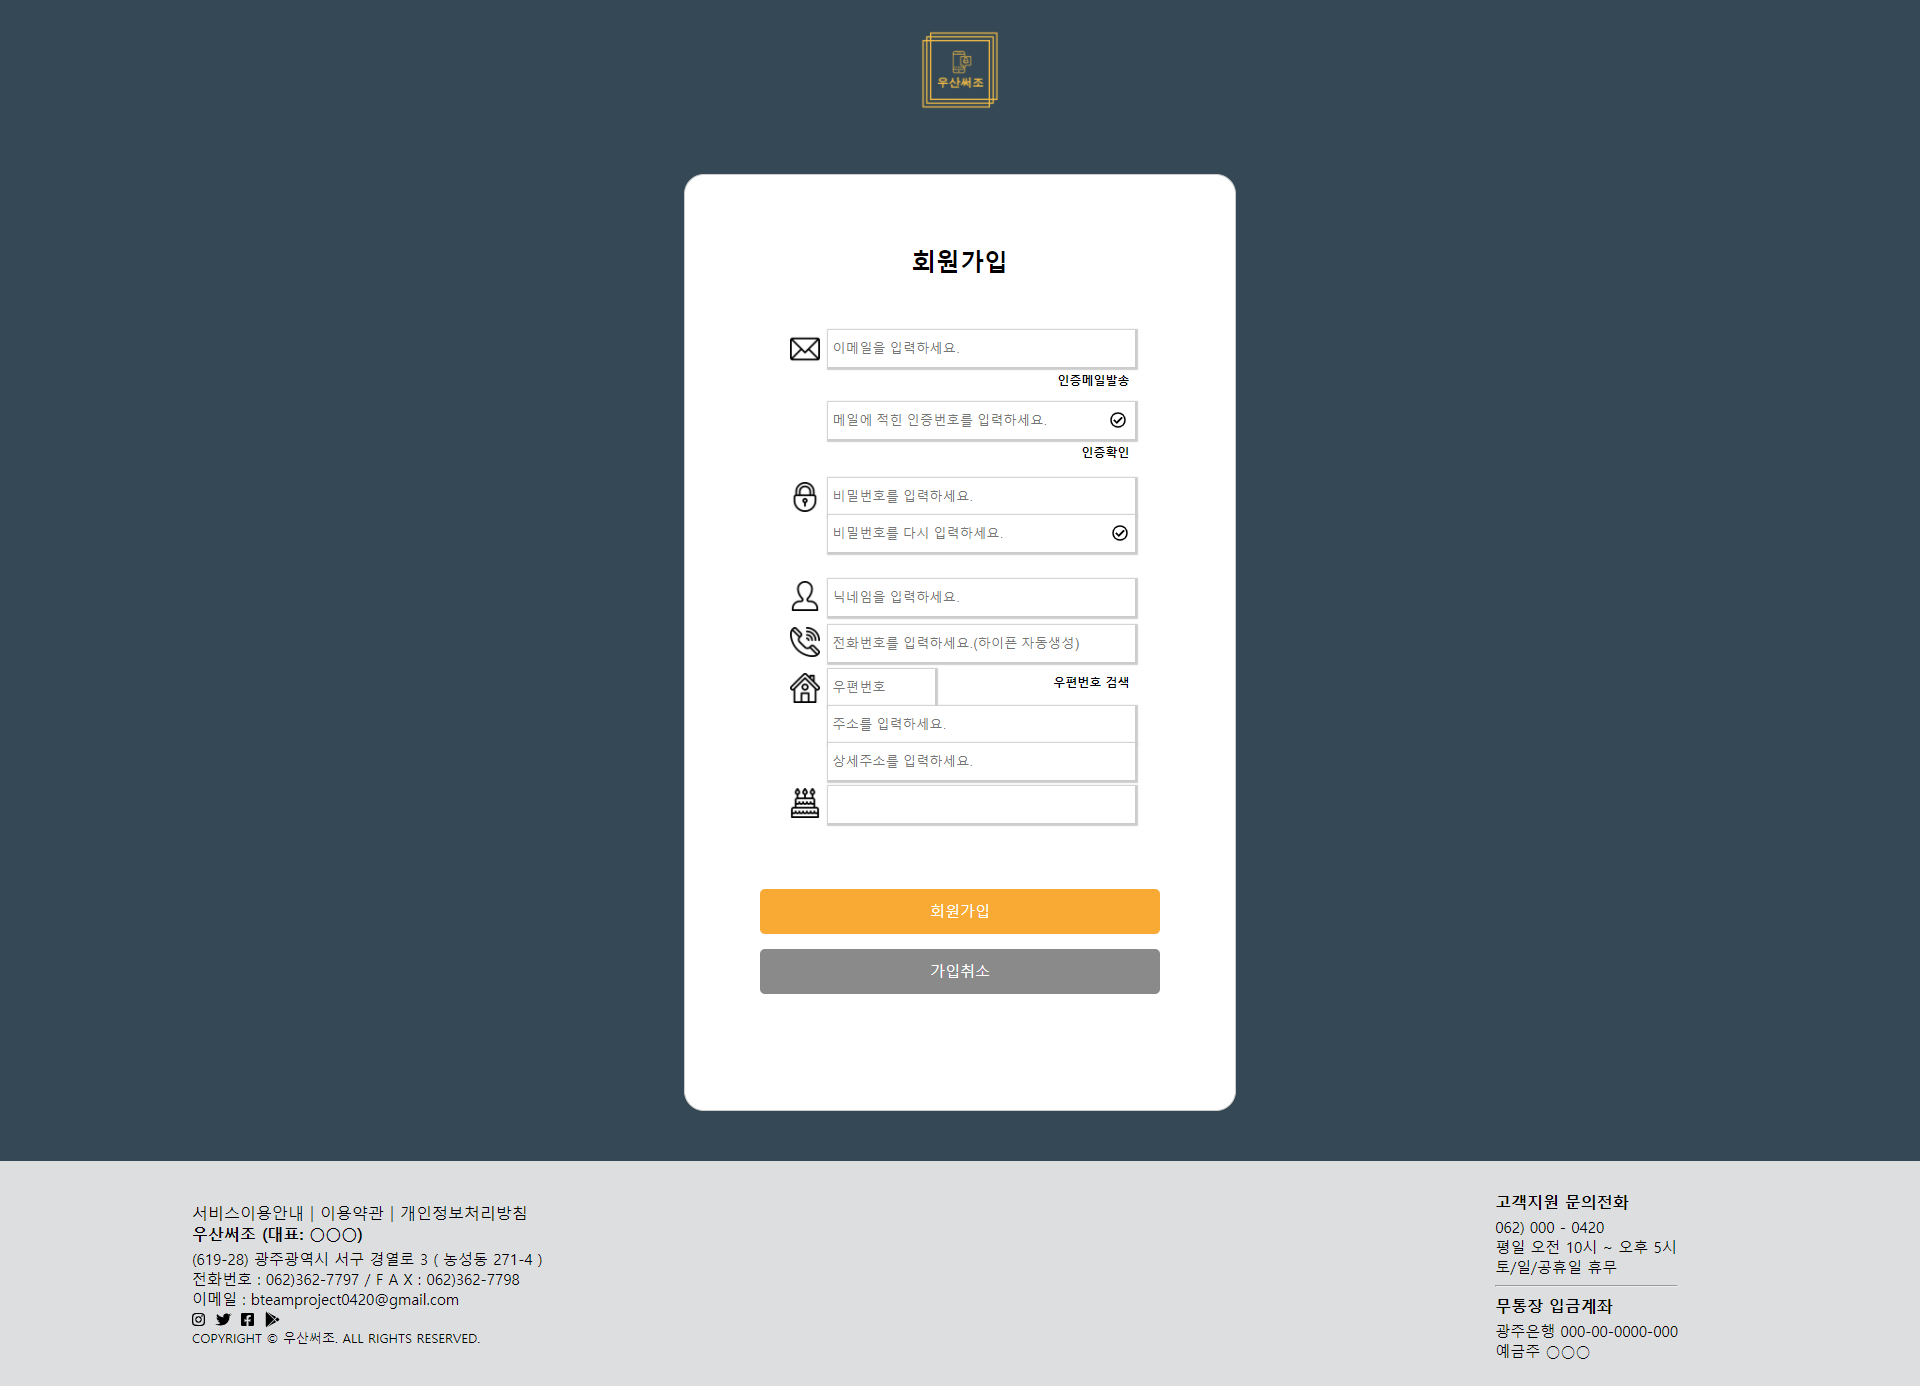 우산써조
회원가입
이메일을 입력하세요.
인증메일발송
메일에 적힌 인증번호를 입력하세요.
인증확인
비밀번호를 입력하세요.
비밀번호를 다시 입력하세요.
닉네임을 입력하세요.
전화번호를 입력하세요.(하이픈 자동생성)
우편번호
우편번호 검색
주소를 입력하세요.
상세주소를 입력하세요.
회원가입
가입취소
서비스이용안내 | 이용약관 | 개인정보처리방침
우산써조 (대표: ○○○)
(619-28) 광주광역시 서구 경열로 3 ( 농성동 271-4 )
전화번호 : 062)362-7797 / F A X : 062)362-7798
이메일 : bteamproject0420@gmail.com
COPYRIGHT © 우산써조. ALL RIGHTS RESERVED.
고객지원 문의전화
062) 000 - 0420
평일 오전 10시 ~ 오후 5시
토/일/공휴일 휴무
무통장 입금계좌
광주은행 000-00-0000-000
예금주 ○○○